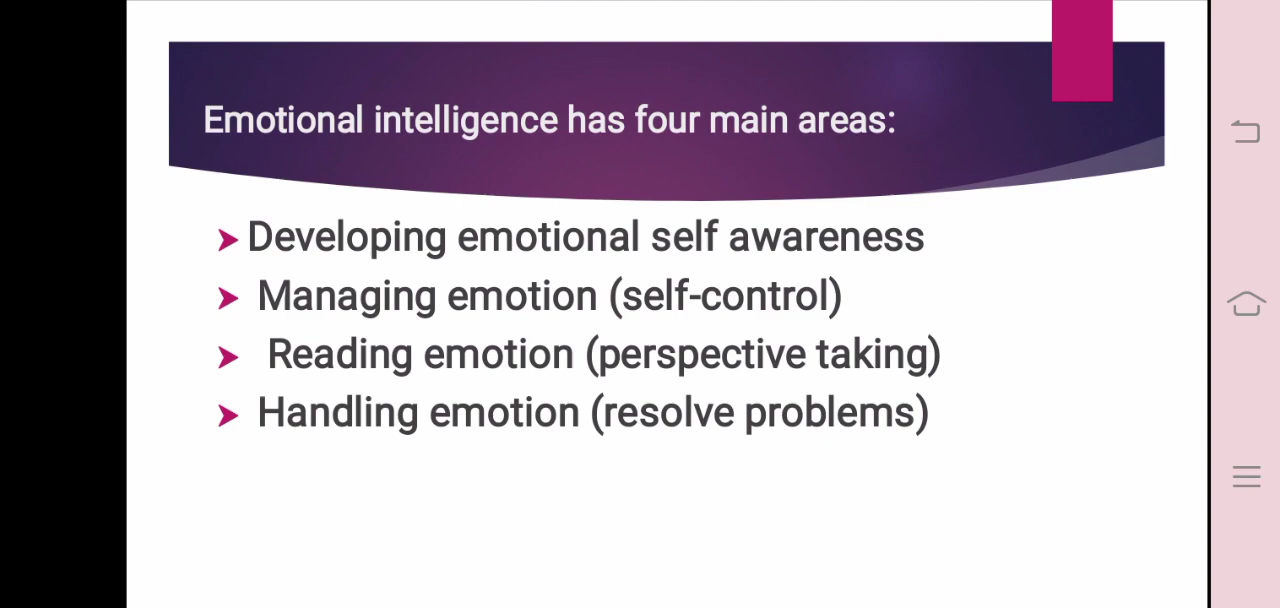 Emotional intelligence has four main areas:
Developing emotional self awareness
Managing emotion (self-control)
Reading emotion (perspective taking)
Handling emotion (resolve problems)